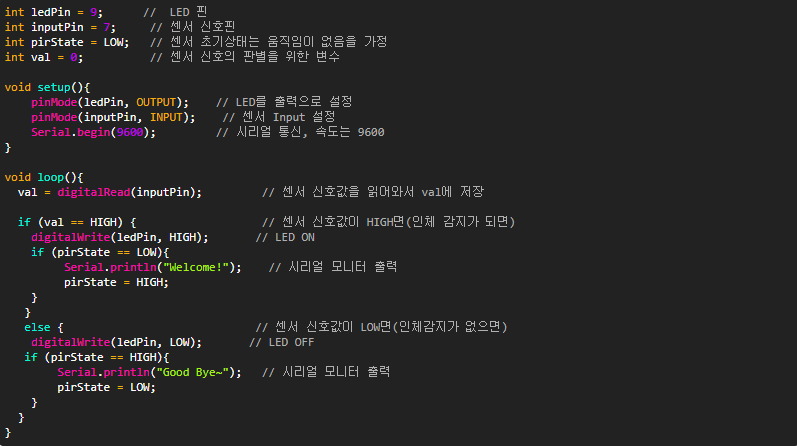 int ledPin = 9;      //  LED 핀
int inputPin = 7;     // 센서 신호핀
int pirState = LOW;   // 센서 초기상태는 움직임이 없음을 가정
int val = 0;          // 센서 신호의 판별을 위한 변수
void setup(){
    pinMode(ledPin, OUTPUT);    // LED를 출력으로 설정
    pinMode(inputPin, INPUT);    // 센서 Input 설정
    Serial.begin(9600);         // 시리얼 통신, 속도는 9600
}
void loop(){
  val = digitalRead(inputPin);         // 센서 신호값을 읽어와서 val에 저장
  if (val == HIGH) {                   // 센서 신호값이 HIGH면(인체 감지가 되면)
    digitalWrite(ledPin, HIGH);       // LED ON
    if (pirState == LOW){
         Serial.println("Welcome!");    // 시리얼 모니터 출력
         pirState = HIGH;
    }
   }
   else {                             // 센서 신호값이 LOW면(인체감지가 없으면)
    digitalWrite(ledPin, LOW);       // LED OFF
   if (pirState == HIGH){
        Serial.println("Good Bye~");   // 시리얼 모니터 출력
        pirState = LOW;
    }
  }
}